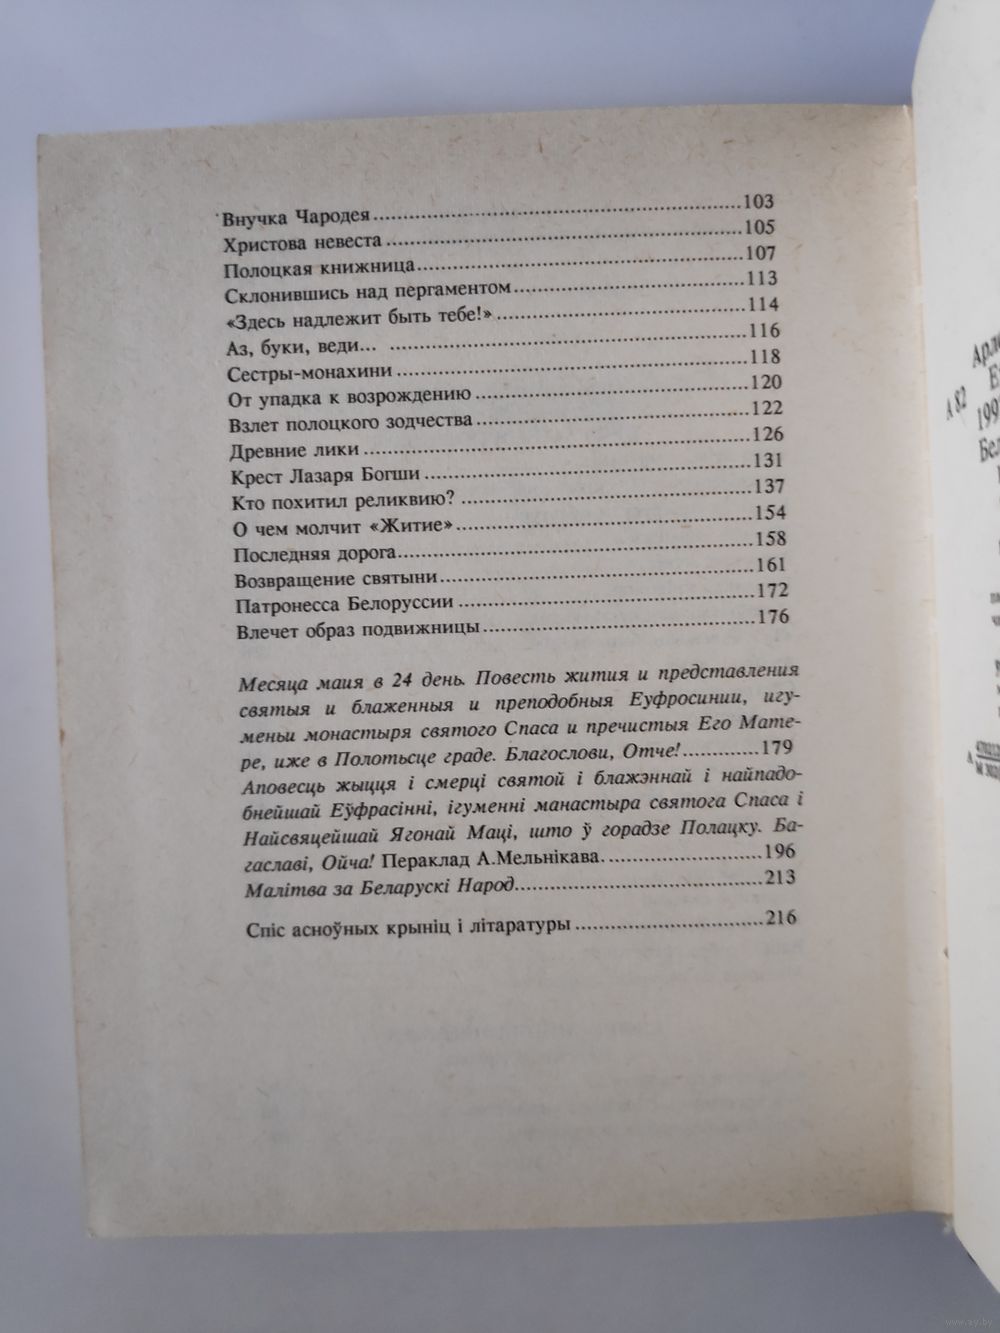 Внучка Чародея................................................103
Христова невеста................................................105
Полоцкая книжница................................................107
Склонившись над пергаментом................................................113
«Здесь надлежит быть тебе!»................................................114
Аз, буки, веди... ................................................116
Сестры-монахини................................................118
От упадка к возрождению................................................120
Взлет полоцкого зодчества................................................122
Древние лики................................................126
Крест Лазаря Богши................................................131
Кто похитил реликвию?................................................137
О чем молчит «Житие»................................................154
Последняя дорога................................................158
Возвращение святыни................................................161
Патронесса Белоруссии................................................172
Влечет образ подвижницы................................................176
Месяца маия в 24 день. Повесть жития и представления
святыя и блаженныя и преподобныя Еуфросинии, игу-
меньи монастыря святого Спаса и пречистыя Его Мате-
ре, иже в Полотьсце граде. Благослови, Отче!.............179
Аповесць жыцця і смерці святой і блажэннай і найпадо-
бнейшай Еўфрасінні, ігуменні манастыра святога Спаса і
Найсвяцейшай Ягонай Маці, што ў горадзе Полацку. Ба-
гаславі, Ойча! Пераклад А.Мельнікава..........................196
Малітва за Беларускі Народ..........................................213
Спіс асноўных крыніц і літаратуры................................216
А 82
www.ay.by